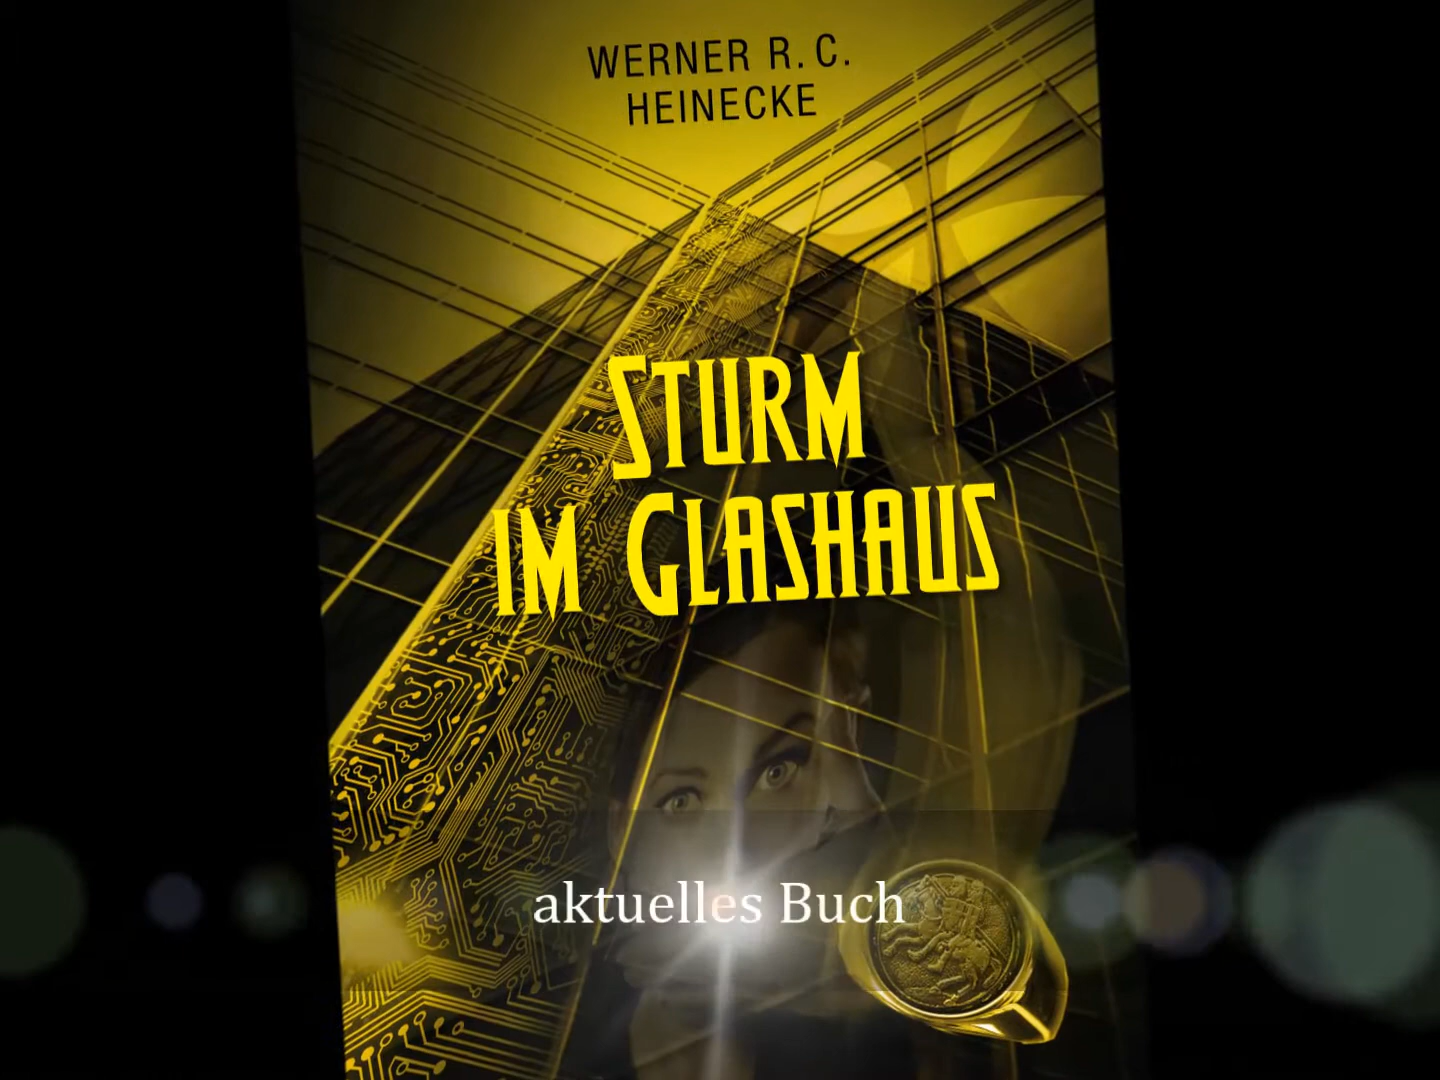 WERNER R. C.
HEINECKE
STURM
IM GLASHAUS
aktuelles Buch